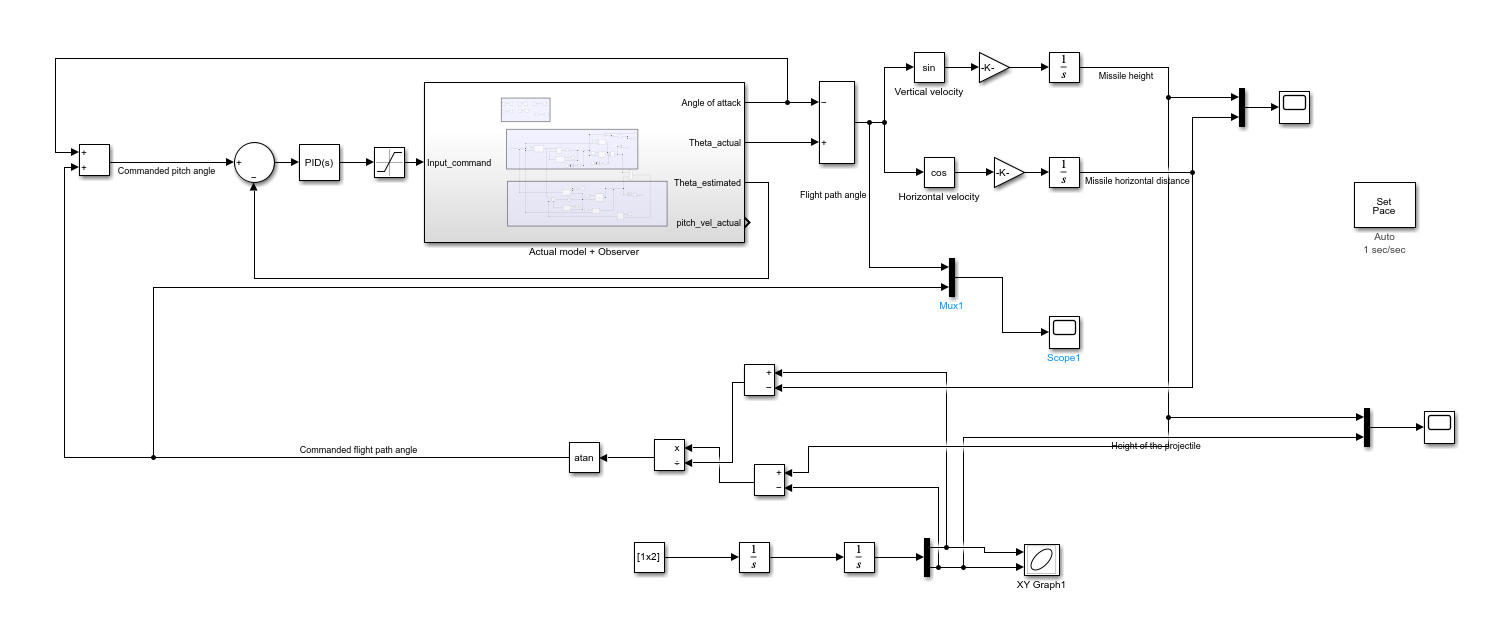 sin
-K-
1
s
Missile height
Vertical velocity
Angle of attack
−
+
+
Commanded pitch angle
+
−
PID(s)
Input_command
Theta_actual
+
Theta_estimated
pitch_vel_actual
Actual model + Observer
Flight path angle
cos
-K-
1
s
Missile horizontal distance
Horizontal velocity
Set
Pace
Auto
1 sec/sec
Mux1
Scope1
+
−
Commanded flight path angle
atan
x
÷
+
−
Height of the projectile
[1x2]
1
s
1
s
XY Graph1